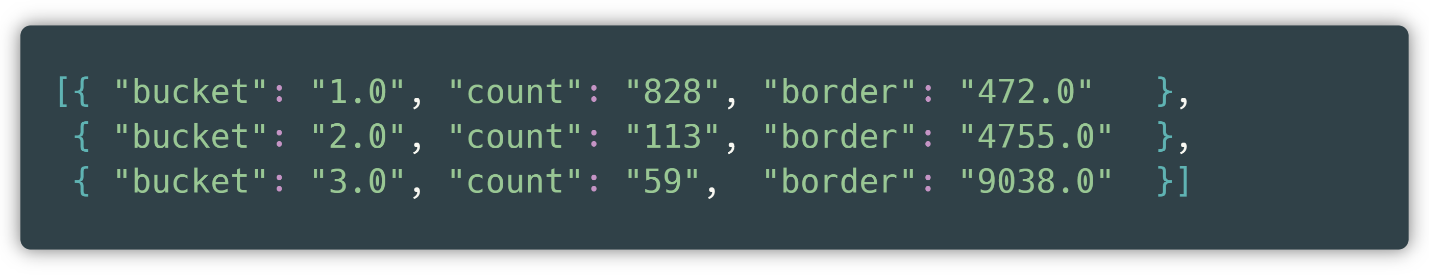 [{ "bucket": "1.0", "count": "828", "border": "472.0"   },
 { "bucket": "2.0", "count": "113", "border": "4755.0"  },
 { "bucket": "3.0", "count": "59",  "border": "9038.0"  }]